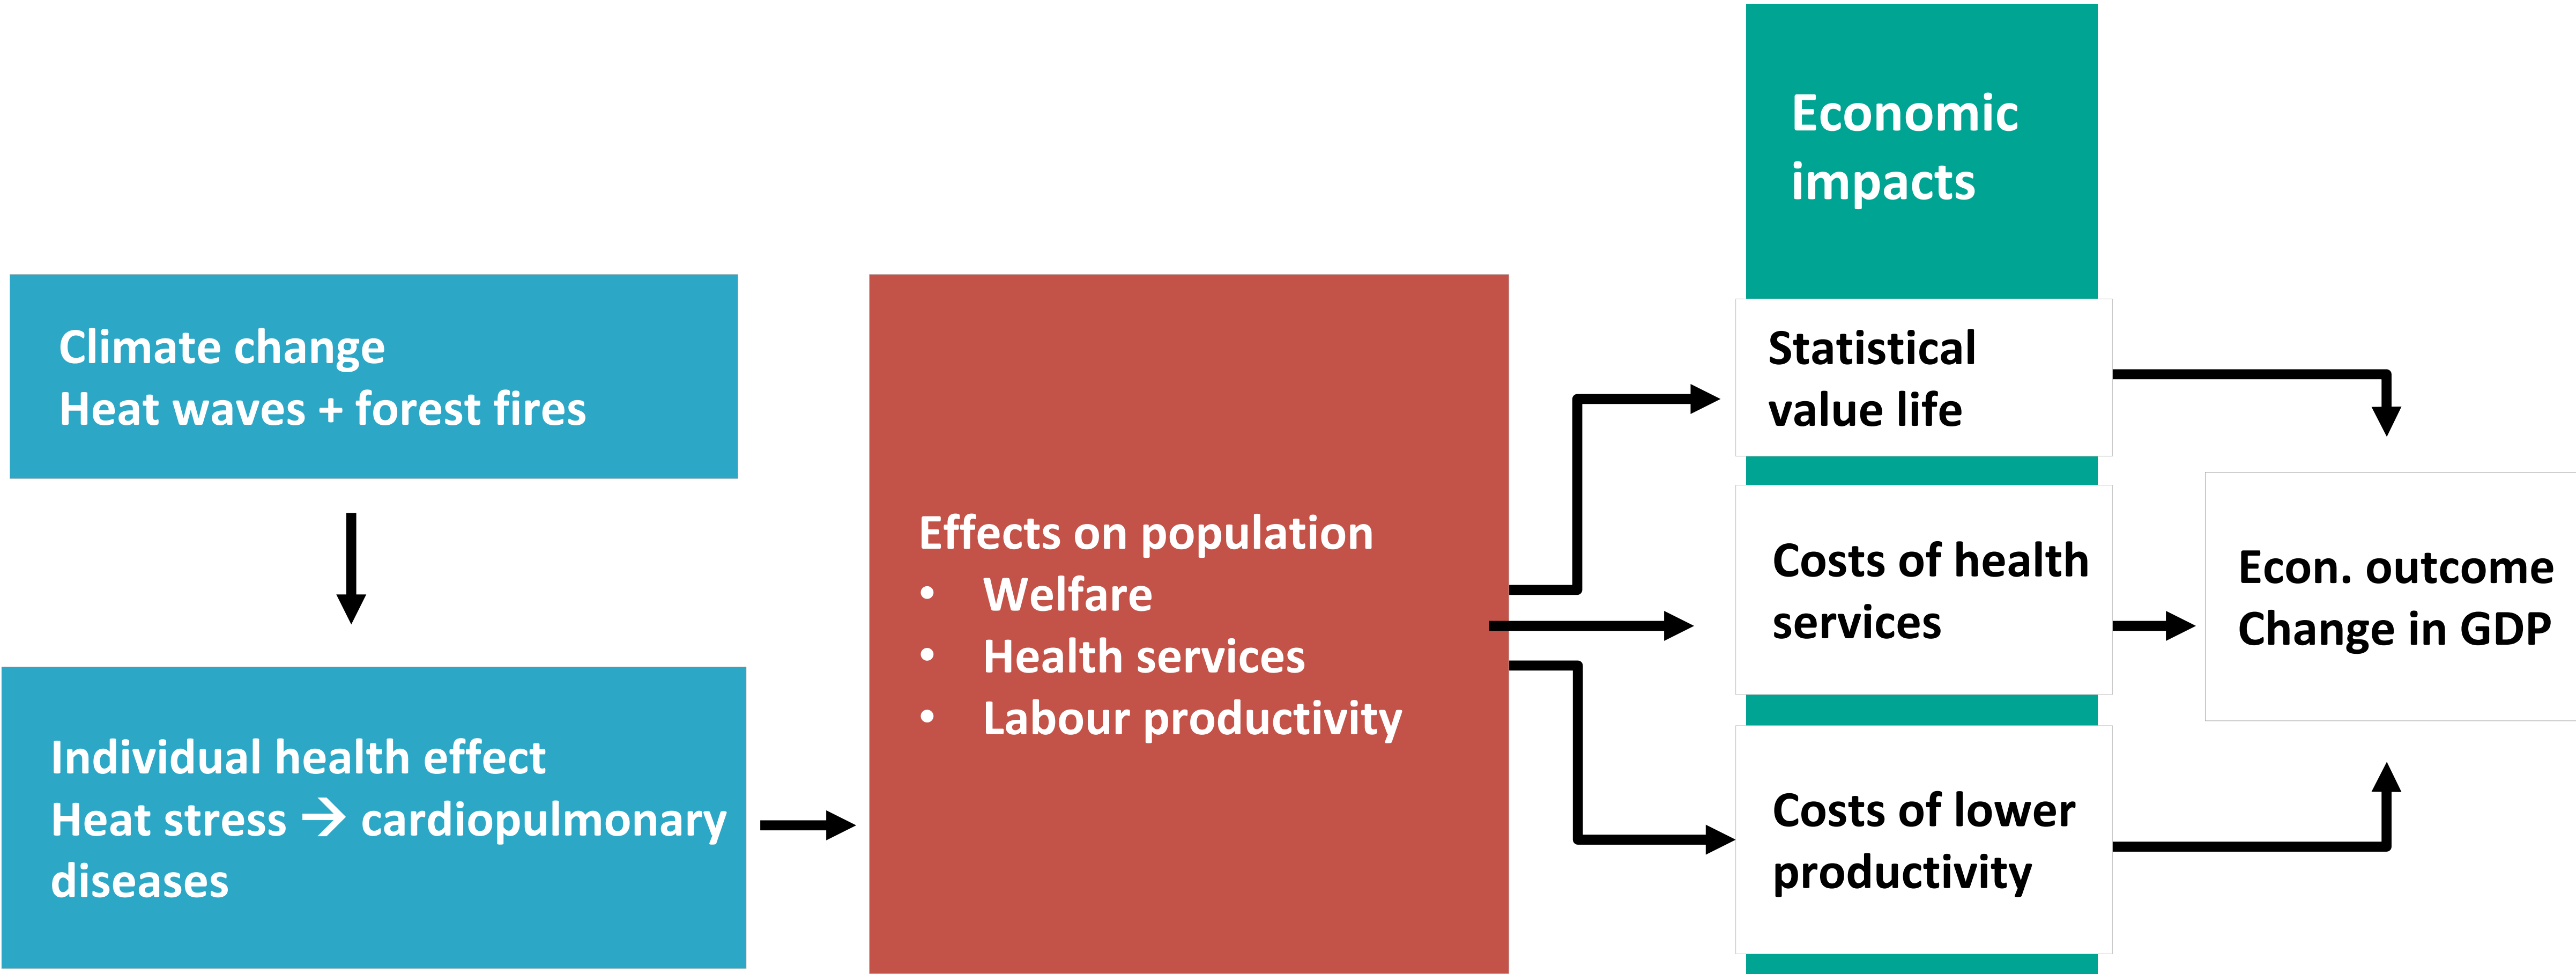 Climate change
Heat waves + forest fires
Individual health effect
Heat stress → cardiopulmonary
diseases
Effects on population
• Welfare
• Health services
• Labour productivity
Economic
impacts
Statistical
value life
Costs of health
services
Costs of lower
productivity
Econ. outcome
Change in GDP